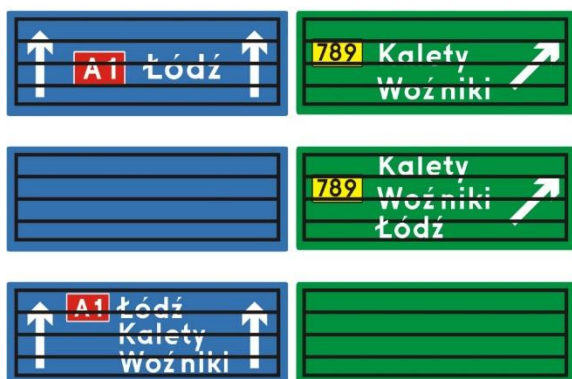 A1 Łódź
789 Kalety
Woźniki
Kalety
789 Woźniki
Łódź
A1 Łódź
Kalety
Woźniki